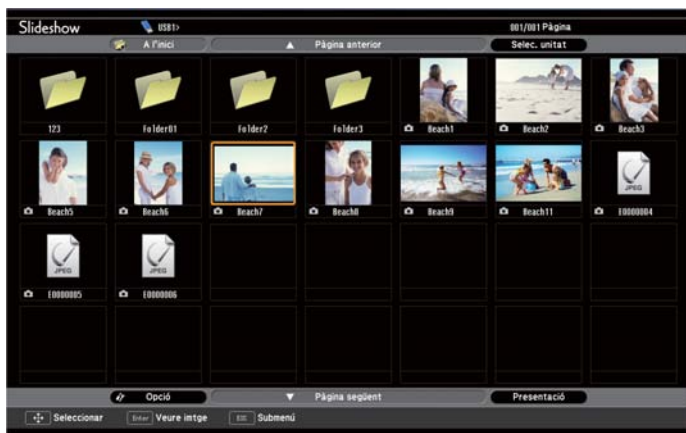 Slideshow USB1> 001/001 Pàgina
A l'inici Pàgina anterior Selec. unitat
123 Folder01 Folder2 Folder3 Beach1 Beach2 Beach3
Beach5 Beach6 Beach7 Beach8 Beach9 Beach11 E0000004
JPEG
E0000005 E0000006
JPEG JPEG
Opció Pàgina següent Presentació
Seleccionar Enter Veure imtge ESC Submenú